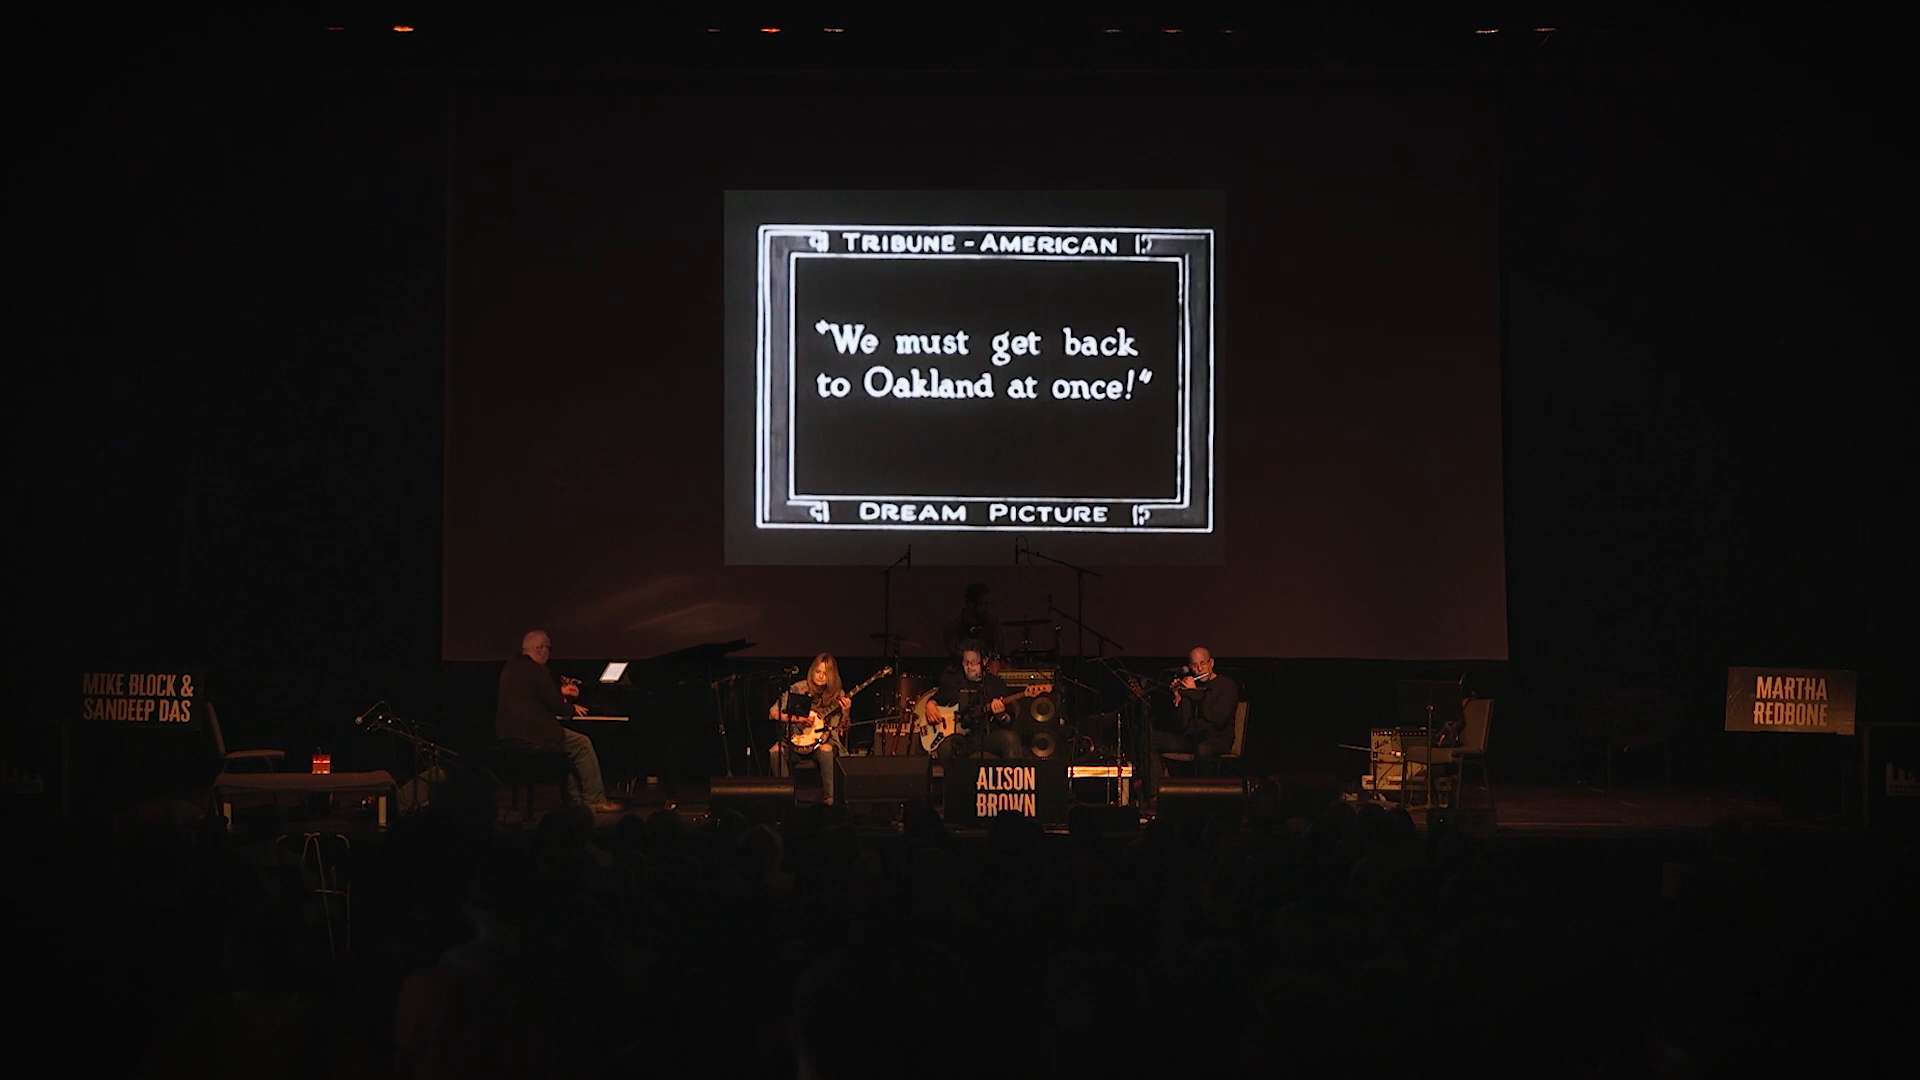 TRIBUNE - AMERICAN
"We must get back
to Oakland at once!"
DREAM PICTURE
MIKE BLOCK &
SANDEEP DAS
ALISON
BROWN
MARTHA
REDBONE